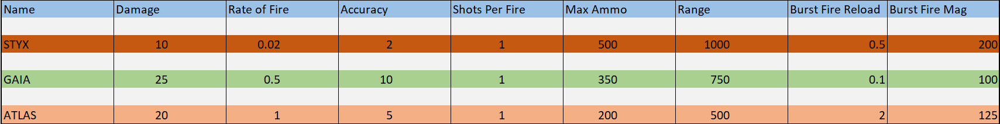 Name Damage Rate of Fire Accuracy Shots Per Fire Max Ammo Range Burst Fire Reload Burst Fire Mag
STYX 10 0.02 2 1 500 1000 0.5 200
GAIA 25 0.5 10 1 350 750 0.1 100
ATLAS 20 1 5 1 200 500 2 125